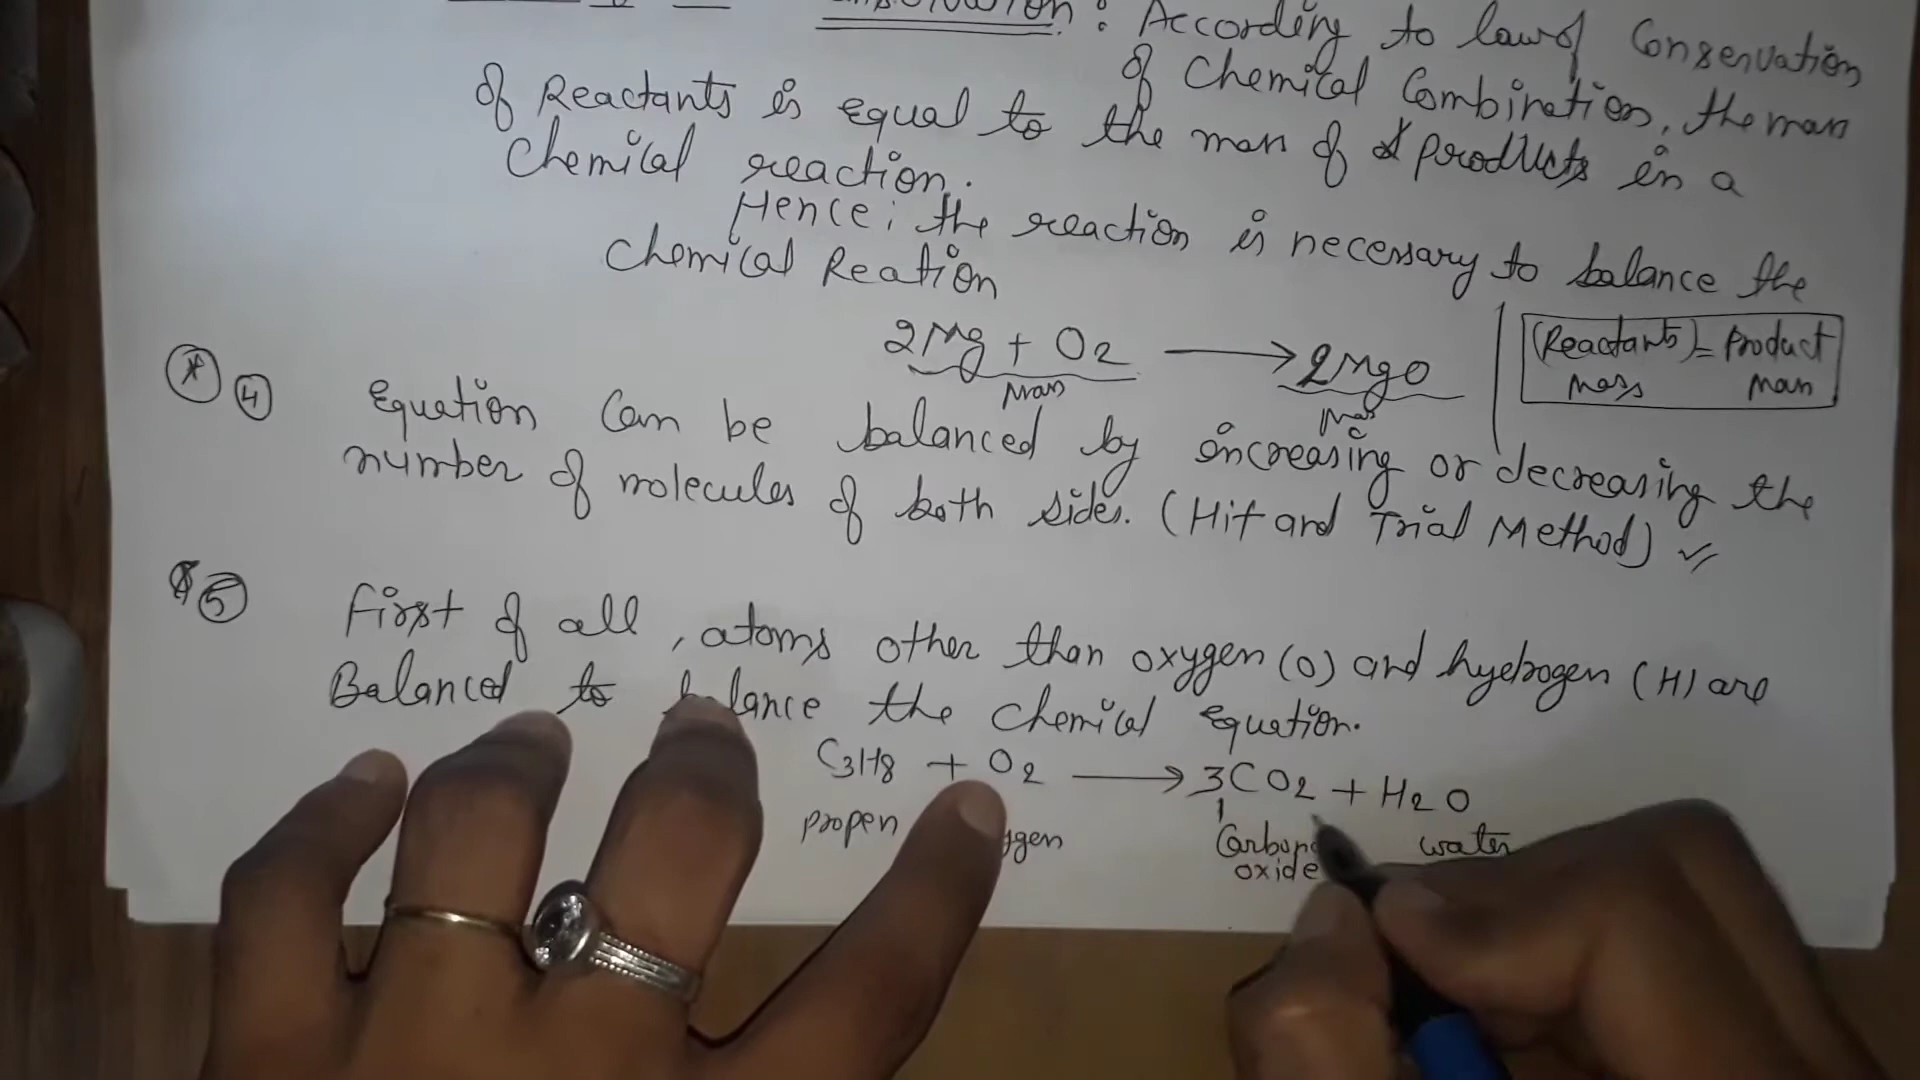 : According to law of Conservation
of Chemical Combination, the mass
of Reactants is equal to the mass of products in a
Chemical reaction.
Hence; the reaction is necessary to balance the
Chemical Reation
2Mg + O2 → 2MgO
Mass
Mas
(Reactants) = Product
Mass Mass
* 4 Equation Can be balanced by increasing or decreasing the
number of molecules of both sides. (Hit and Trial Method)
5 First of all, atoms other than oxygen (O) and hyebrogen (H) are
Balanced to balance the chemical equation.
C3H8 + O2 → 3CO2 + H2O
propen water
oxide